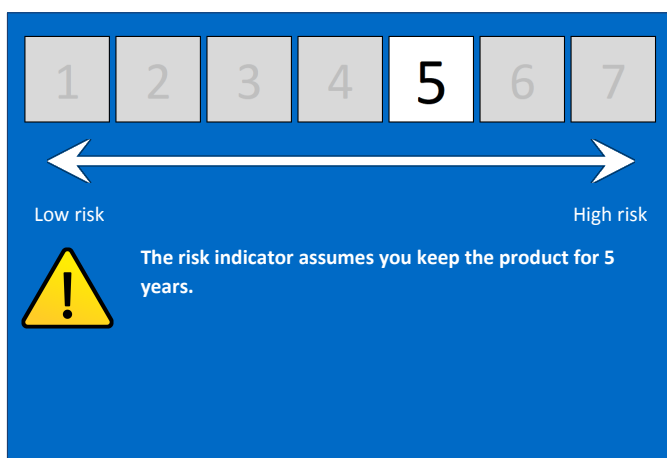 1 2 3 4 5 6 7
Low risk High risk
The risk indicator assumes you keep the product for 5
years.